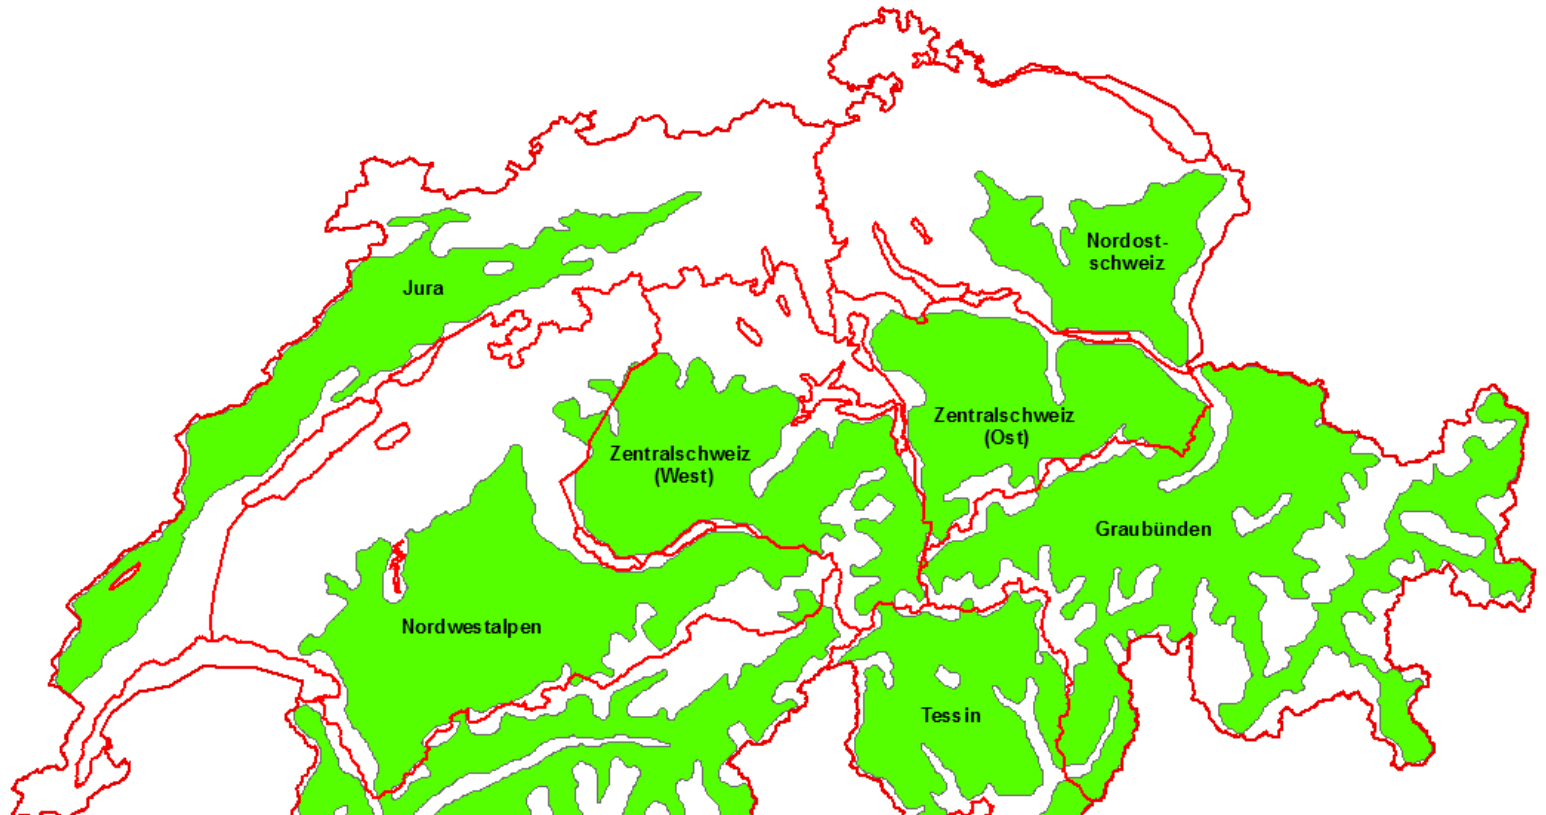 Nordost-
schweiz
Jura
Zentralschweiz
(Ost)
Zentralschweiz
(West)
Graubünden
Nordwestalpen
Tessin